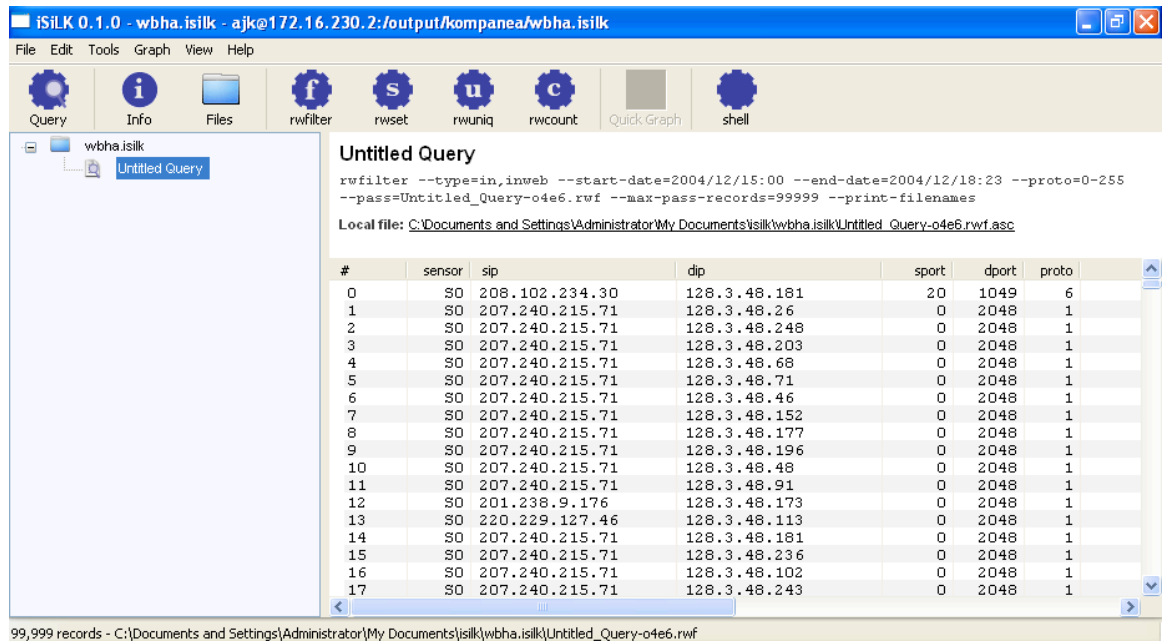 iSiLK 0.1.0 - wbha.isilk - ajk@172.16.230.2:/output/kompanea/wbha.isilk
File Edit Tools Graph View Help
Query Info Files rwfilter rwset rwuniq rwcount Quick Graph shell
wbha.isilk
Untitled Query
Untitled Query
rwfilter --type=in,inweb --start-date=2004/12/15:00 --end-date=2004/12/18:23 --proto=0-255
--pass=Untitled_Query-o4e6.rwf --max-pass-records=99999 --print-filenames
Local file: C:\Documents and Settings\Administrator\My Documents\isilk\wbha.isilk\Untitled_Query-o4e6.rwf.asc
# sensor sip dip sport dport proto
0 S0 208.102.234.30 128.3.48.181 20 1049 6
1 S0 207.240.215.71 128.3.48.26 0 2048 1
2 S0 207.240.215.71 128.3.48.248 0 2048 1
3 S0 207.240.215.71 128.3.48.203 0 2048 1
4 S0 207.240.215.71 128.3.48.68 0 2048 1
5 S0 207.240.215.71 128.3.48.71 0 2048 1
6 S0 207.240.215.71 128.3.48.46 0 2048 1
7 S0 207.240.215.71 128.3.48.152 0 2048 1
8 S0 207.240.215.71 128.3.48.177 0 2048 1
9 S0 207.240.215.71 128.3.48.196 0 2048 1
10 S0 207.240.215.71 128.3.48.48 0 2048 1
11 S0 207.240.215.71 128.3.48.91 0 2048 1
12 S0 201.238.9.176 128.3.48.173 0 2048 1
13 S0 220.229.127.46 128.3.48.113 0 2048 1
14 S0 207.240.215.71 128.3.48.181 0 2048 1
15 S0 207.240.215.71 128.3.48.236 0 2048 1
16 S0 207.240.215.71 128.3.48.102 0 2048 1
17 S0 207.240.215.71 128.3.48.243 0 2048 1
99,999 records - C:\Documents and Settings\Administrator\My Documents\isilk\wbha.isilk\Untitled_Query-o4e6.rwf